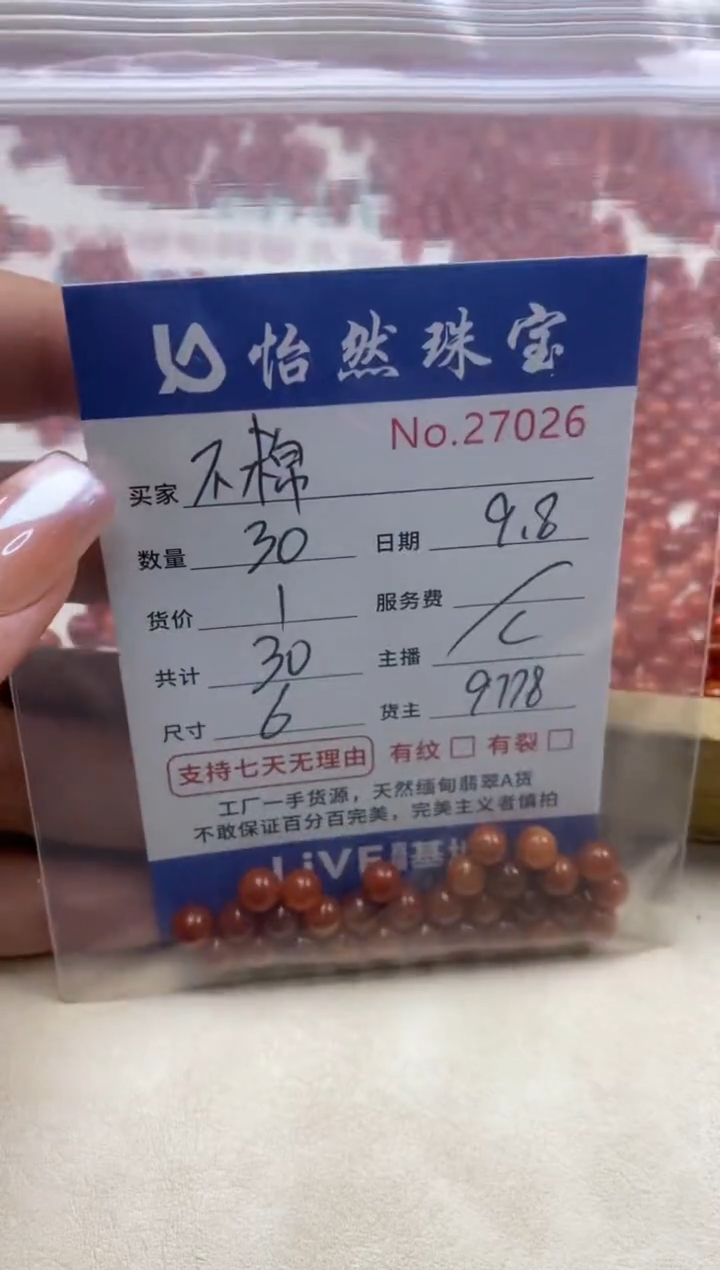 怡然珠宝
No.27026
买家 不棉
数量 30 日期 9.8
货价 1 服务费 /
共计 30 主播 C
尺寸 6 货主 9778
支持七天无理由 有纹 □ 有裂 □
工厂一手货源，天然缅甸翡翠A货
不敢保证百分百完美，完美主义者慎拍
LiVE 基地